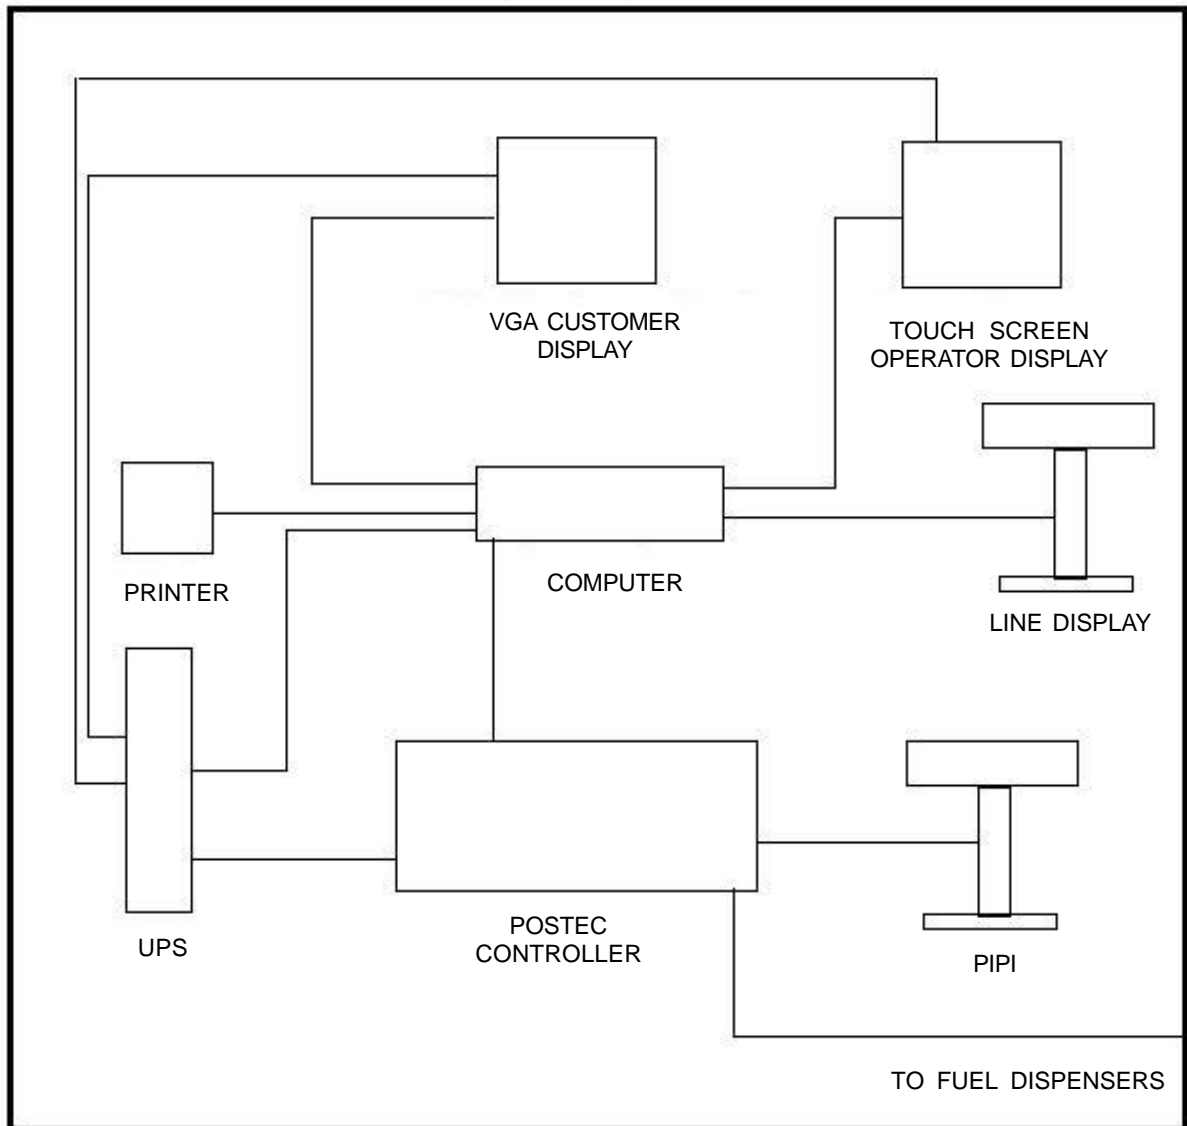 VGA CUSTOMER
DISPLAY
TOUCH SCREEN
OPERATOR DISPLAY
PRINTER
COMPUTER
LINE DISPLAY
UPS
POSTEC
CONTROLLER
PIPI
TO FUEL DISPENSERS